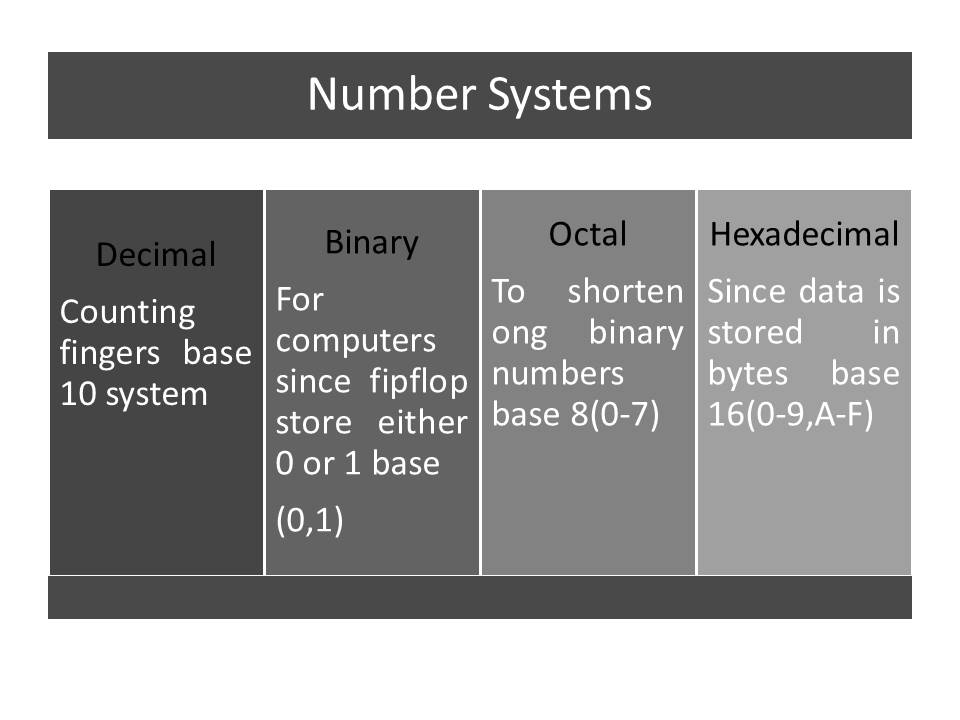 Number Systems
Decimal
Counting
fingers base
10 system
Binary
For
computers
since fipflop
store either
0 or 1 base
(0,1)
Octal
To shorten
ong binary
numbers
base 8(0-7)
Hexadecimal
Since data is
stored in
bytes base
16(0-9,A-F)